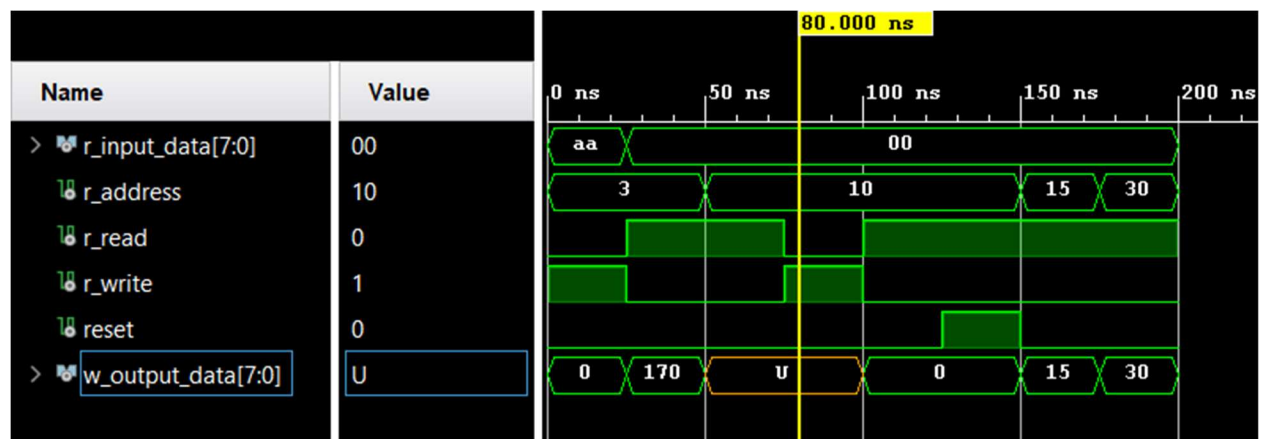 80.000 ns
Name Value 0 ns 50 ns 100 ns 150 ns 200 ns
r_input_data[7:0] 00 aa 00
r_address 10 3 10 15 30
r_read 0
r_write 1
reset 0
w_output_data[7:0] U 0 170 U 0 15 30